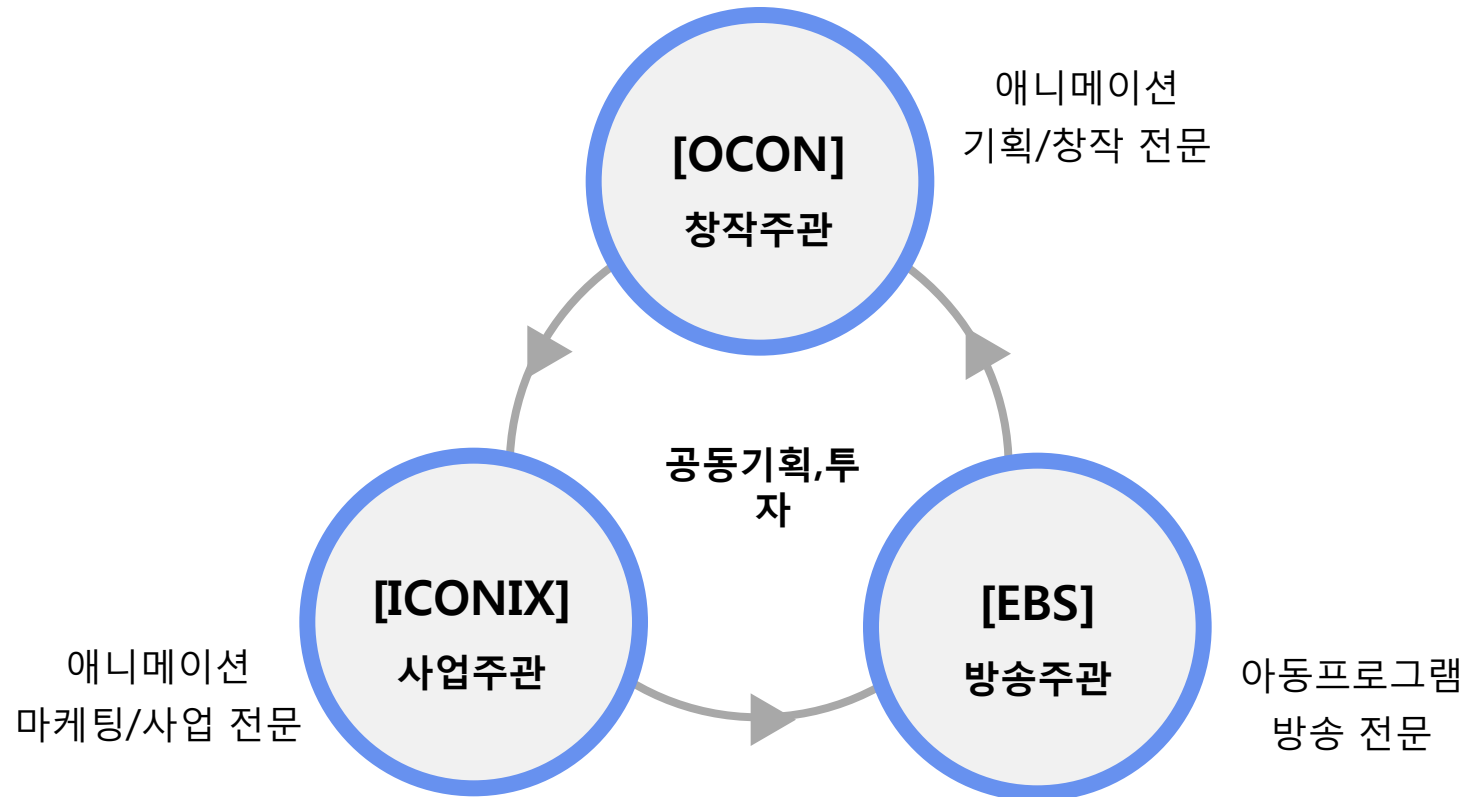 애니메이션
기획/창작 전문
[OCON]
창작주관
공동기획,투
자
[ICONIX]
사업주관
애니메이션
마케팅/사업 전문
[EBS]
방송주관
아동프로그램
방송 전문